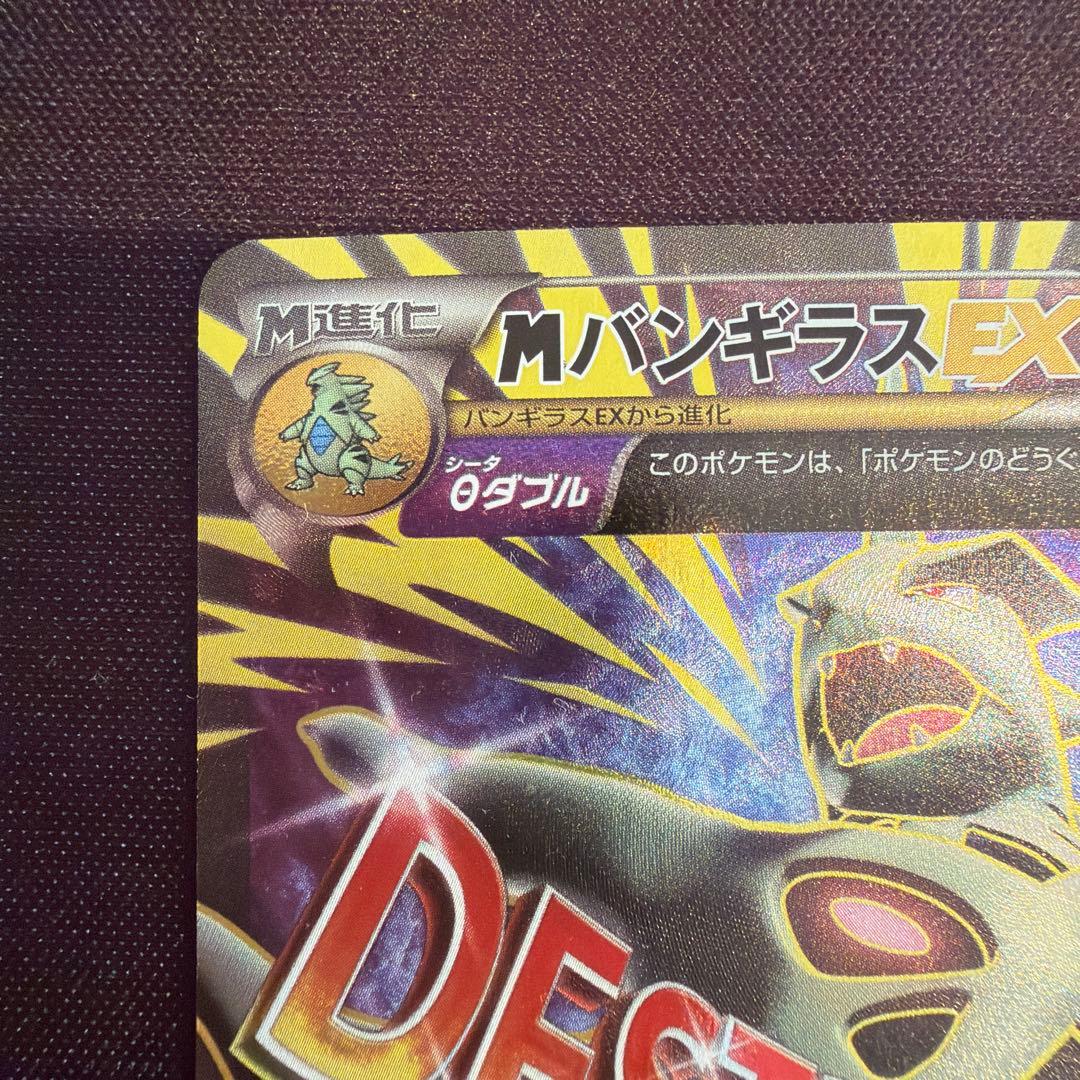 M進化
MバンギラスEX
バンギラスEXから進化
シータ
θダブル
このポケモンは、「ポケモンのどうぐ
DEST